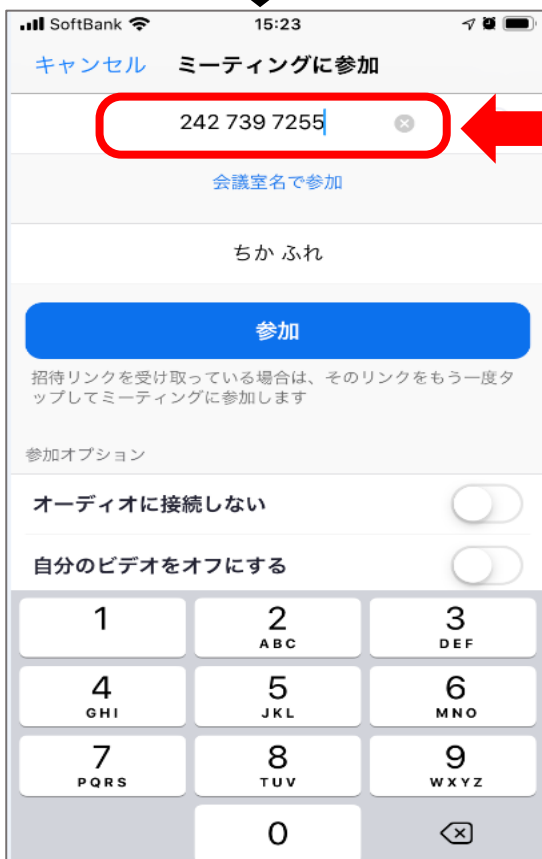 SoftBank 15:23
キャンセル ミーティングに参加
242 739 7255
会議室名で参加
ちか ふれ
参加
招待リンクを受け取っている場合は、そのリンクをもう一度タ
ップしてミーティングに参加します
参加オプション
オーディオに接続しない
自分のビデオをオフにする
1 2 3
ABC DEF
4 5 6
GHI JKL MNO
7 8 9
PQRS TUV WXYZ
0